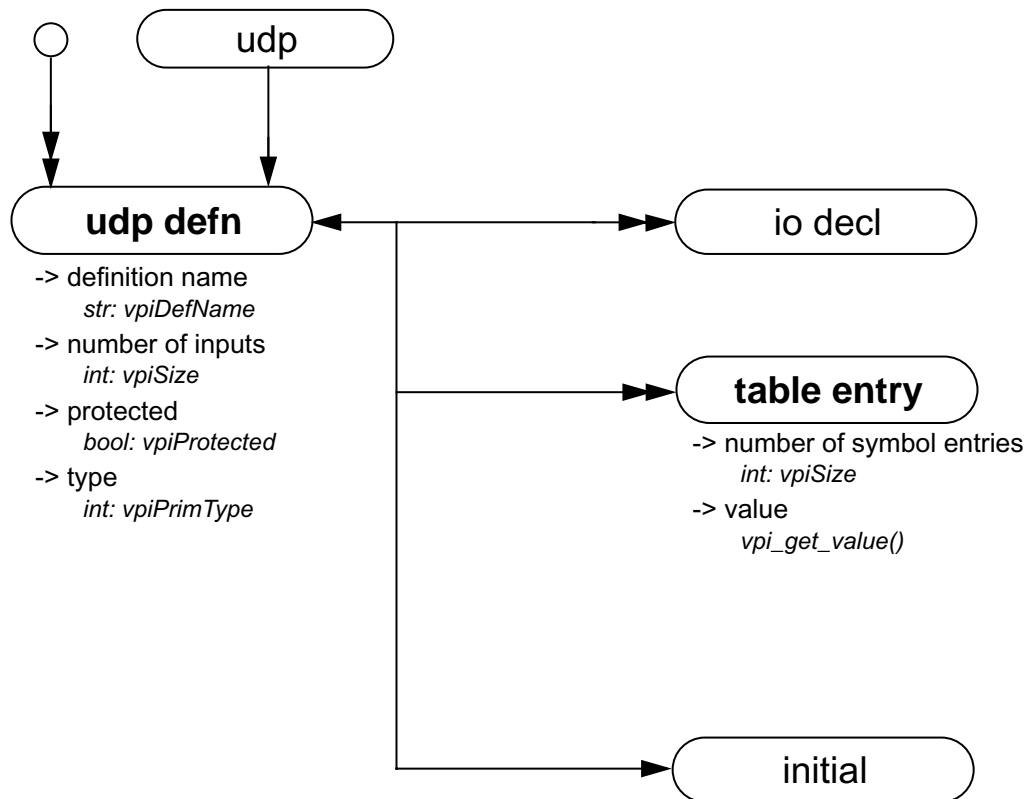 udp
udp defn
-> definition name
str: vpiDefName
-> number of inputs
int: vpiSize
-> protected
bool: vpiProtected
-> type
int: vpiPrimType
io decl
table entry
-> number of symbol entries
int: vpiSize
-> value
vpi_get_value()
initial